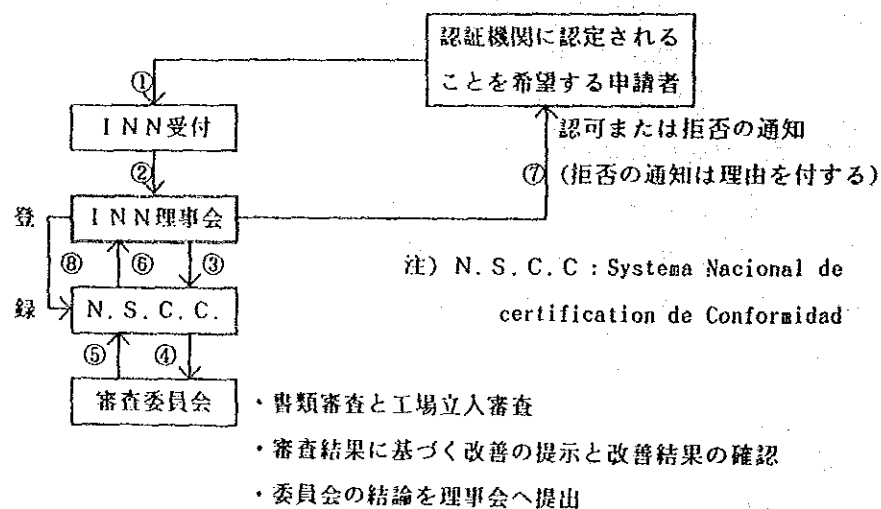 認証機関に認定される
ことを希望する申請者
①
INN受付
認可または拒否の通知
②
⑦(拒否の通知は理由を付する)
登
INN理事会
⑧
⑥
③
注)N.S.C.C:Systema Nacional de
録
N.S.C.C.
certification de Conformidad
⑤
④
審査委員会
・書類審査と工場立入審査
・審査結果に基づく改善の提示と改善結果の確認
・委員会の結論を理事会へ提出